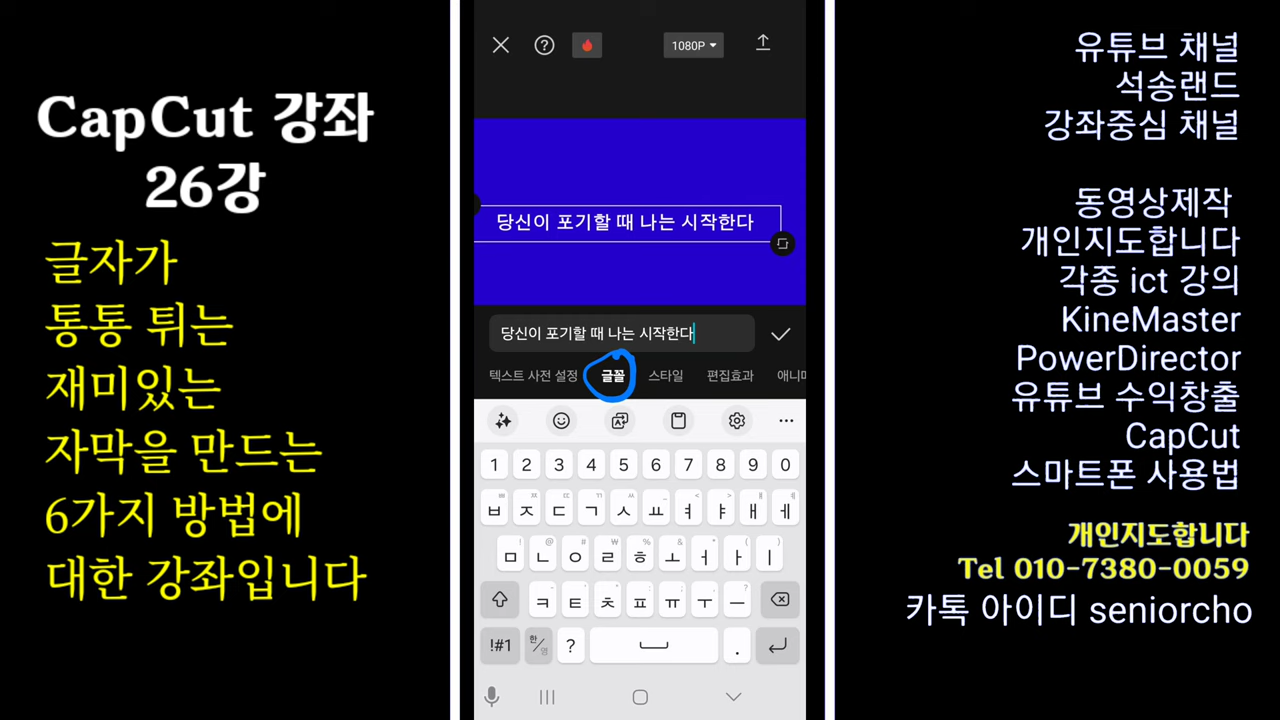 CapCut 강좌
26강
글자가
통통 튀는
재미있는
자막을 만드는
6가지 방법에
대한 강좌입니다
1080P
당신이 포기할 때 나는 시작한다
당신이 포기할 때 나는 시작한다
텍스트 사전 설정 글꼴 스타일 편집효과 애니메
1 2 3 4 5 6 7 8 9 0
ㅂ ㅈ ㄷ ㄱ ㅅ ㅛ ㅕ ㅑ ㅐ ㅔ
ㅁ ㄴ ㅇ ㄹ ㅎ ㅗ ㅓ ㅏ ㅣ
ㅋ ㅌ ㅊ ㅍ ㅠ ㅜ ㅡ
!#1 한/영 ? .
유튜브 채널
석송랜드
강좌중심 채널
동영상제작
개인지도합니다
각종 ict 강의
KineMaster
PowerDirector
유튜브 수익창출
CapCut
스마트폰 사용법
개인지도합니다
Tel 010-7380-0059
카톡 아이디 seniorcho